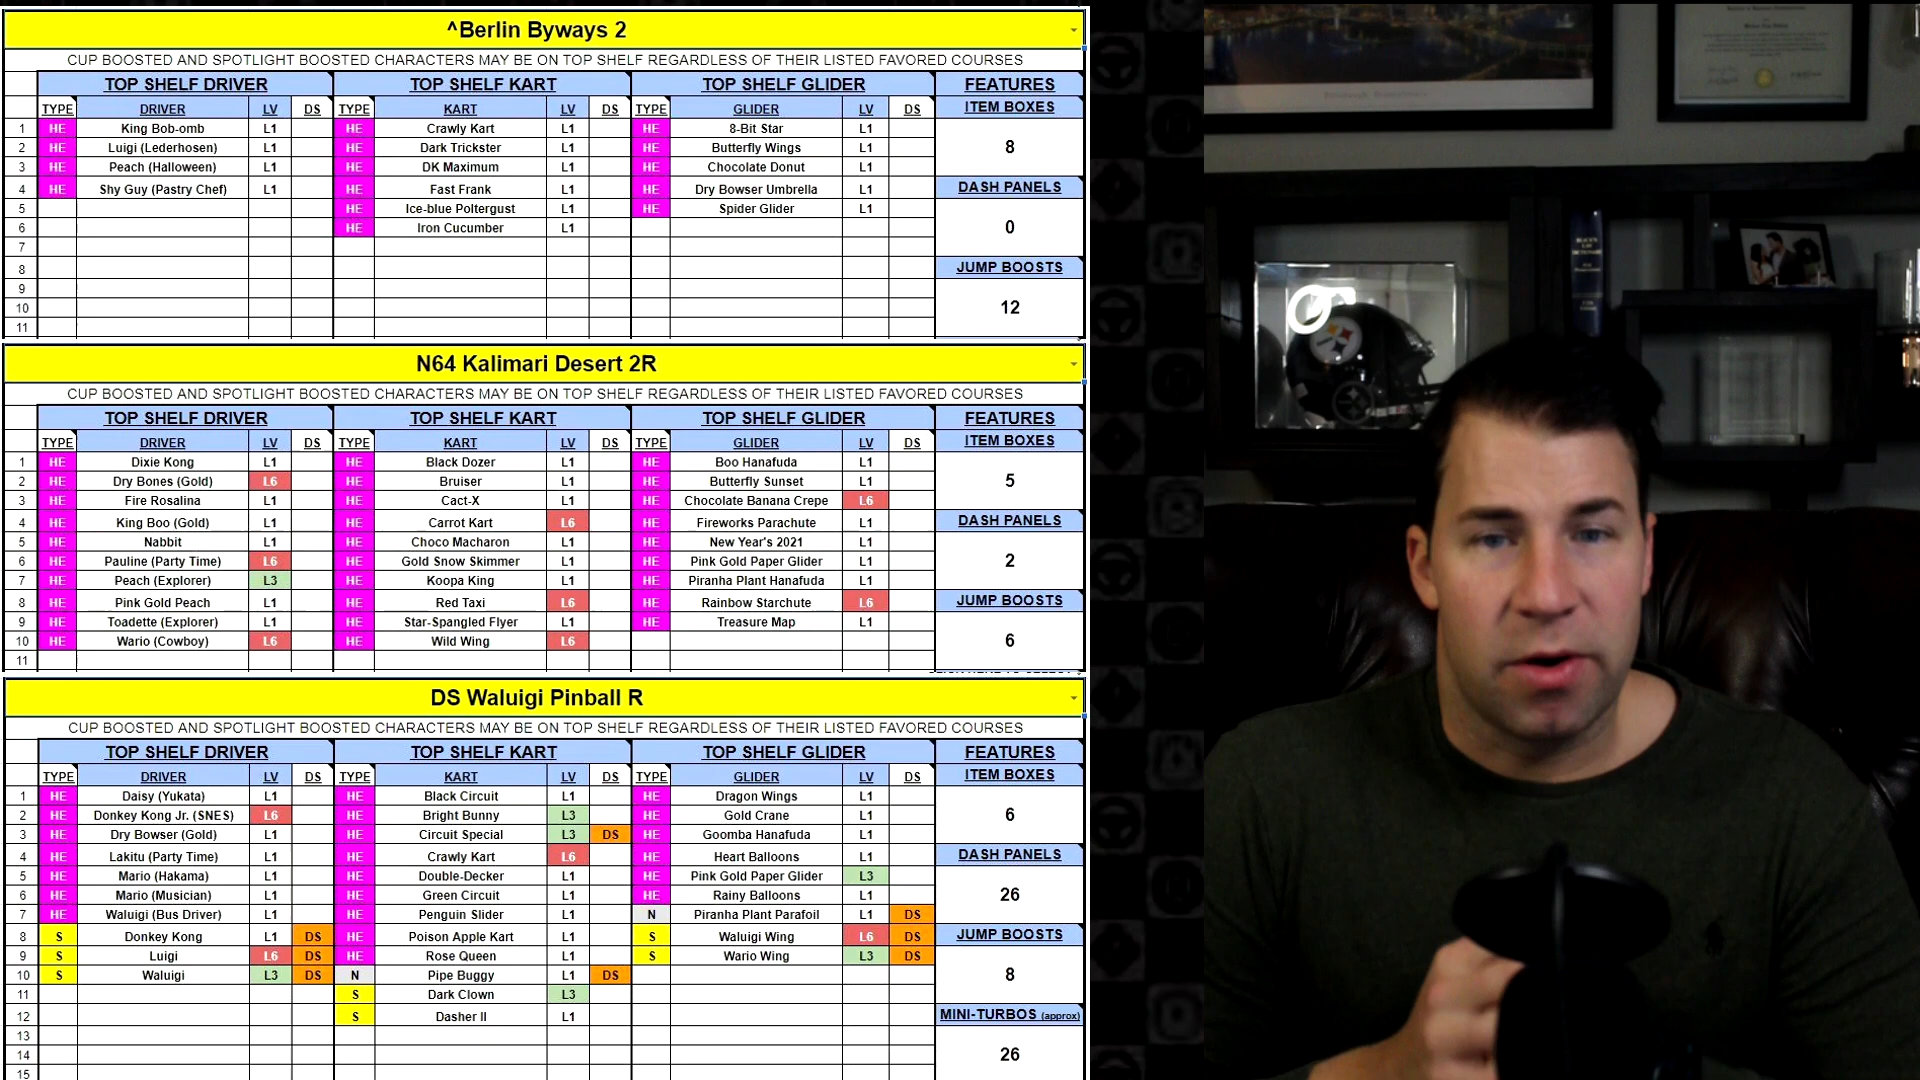 ^Berlin Byways 2
CUP BOOSTED AND SPOTLIGHT BOOSTED CHARACTERS MAY BE ON TOP SHELF REGARDLESS OF THEIR LISTED FAVORED COURSES
TOP SHELF DRIVER TOP SHELF KART TOP SHELF GLIDER FEATURES
TYPE DRIVER LV DS TYPE KART LV DS TYPE GLIDER LV DS ITEM BOXES
1 HE King Bob-omb L1 HE Crawly Kart L1 HE 8-Bit Star L1
2 HE Luigi (Lederhosen) L1 HE Dark Trickster L1 HE Butterfly Wings L1 8
3 HE Peach (Halloween) L1 HE DK Maximum L1 HE Chocolate Donut L1
4 HE Shy Guy (Pastry Chef) L1 HE Fast Frank L1 HE Dry Bowser Umbrella L1 DASH PANELS
5 HE Ice-blue Poltergust L1 HE Spider Glider L1
6 HE Iron Cucumber L1 0
7
8 JUMP BOOSTS
9
10 12
11
N64 Kalimari Desert 2R
CUP BOOSTED AND SPOTLIGHT BOOSTED CHARACTERS MAY BE ON TOP SHELF REGARDLESS OF THEIR LISTED FAVORED COURSES
TOP SHELF DRIVER TOP SHELF KART TOP SHELF GLIDER FEATURES
TYPE DRIVER LV DS TYPE KART LV DS TYPE GLIDER LV DS ITEM BOXES
1 HE Dixie Kong L1 HE Black Dozer L1 HE Boo Hanafuda L1
2 HE Dry Bones (Gold) L6 HE Bruiser L1 HE Butterfly Sunset L1 5
3 HE Fire Rosalina L1 HE Cact-X L1 HE Chocolate Banana Crepe L6
4 HE King Boo (Gold) L1 HE Carrot Kart L6 HE Fireworks Parachute L1 DASH PANELS
5 HE Nabbit L1 HE Choco Macharon L1 HE New Year's 2021 L1
6 HE Pauline (Party Time) L6 HE Gold Snow Skimmer L1 HE Pink Gold Paper Glider L1 2
7 HE Peach (Explorer) L3 HE Koopa King L1 HE Piranha Plant Hanafuda L1
8 HE Pink Gold Peach L1 HE Red Taxi L6 HE Rainbow Starchute L6 JUMP BOOSTS
9 HE Toadette (Explorer) L1 HE Star-Spangled Flyer L1 HE Treasure Map L1
10 HE Wario (Cowboy) L6 HE Wild Wing L6 6
11
DS Waluigi Pinball R
CUP BOOSTED AND SPOTLIGHT BOOSTED CHARACTERS MAY BE ON TOP SHELF REGARDLESS OF THEIR LISTED FAVORED COURSES
TOP SHELF DRIVER TOP SHELF KART TOP SHELF GLIDER FEATURES
TYPE DRIVER LV DS TYPE KART LV DS TYPE GLIDER LV DS ITEM BOXES
1 HE Daisy (Yukata) L1 HE Black Circuit L1 HE Dragon Wings L1
2 HE Donkey Kong Jr. (SNES) L6 HE Bright Bunny L3 HE Gold Crane L1 6
3 HE Dry Bowser (Gold) L1 HE Circuit Special L3 DS HE Goomba Hanafuda L1
4 HE Lakitu (Party Time) L1 HE Crawly Kart L6 HE Heart Balloons L1 DASH PANELS
5 HE Mario (Hakama) L1 HE Double-Decker L1 HE Pink Gold Paper Glider L3
6 HE Mario (Musician) L1 HE Green Circuit L1 HE Rainy Balloons L1 26
7 HE Waluigi (Bus Driver) L1 HE Penguin Slider L1 N Piranha Plant Parafoil L1 DS
8 S Donkey Kong L1 DS HE Poison Apple Kart L1 S Waluigi Wing L6 DS JUMP BOOSTS
9 S Luigi L6 DS HE Rose Queen L1 S Wario Wing L3 DS
10 S Waluigi L3 DS N Pipe Buggy L1 DS 8
11 S Dark Clown L3
12 S Dasher II L1 MINI-TURBOS (approx)
13
14 26
15